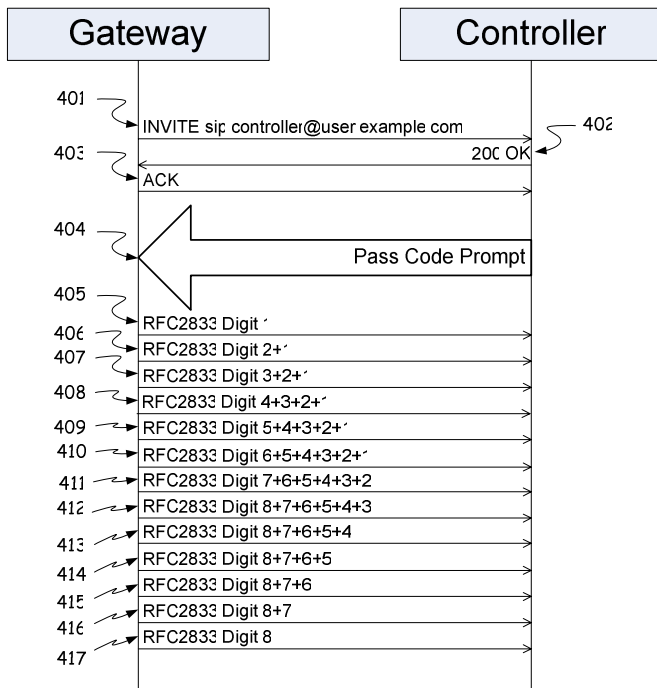 Gateway
Controller
401
INVITE sip controller@user example com
402
200 OK
403
ACK
404
Pass Code Prompt
405
RFC2833 Digit 1
406
RFC2833 Digit 2+1
407
RFC2833 Digit 3+2+1
408
RFC2833 Digit 4+3+2+1
409
RFC2833 Digit 5+4+3+2+1
410
RFC2833 Digit 6+5+4+3+2+1
411
RFC2833 Digit 7+6+5+4+3+2
412
RFC2833 Digit 8+7+6+5+4+3
413
RFC2833 Digit 8+7+6+5+4
414
RFC2833 Digit 8+7+6+5
415
RFC2833 Digit 8+7+6
416
RFC2833 Digit 8+7
417
RFC2833 Digit 8